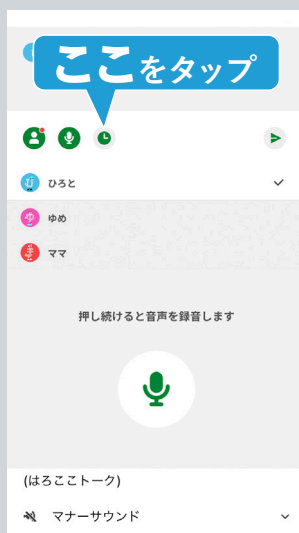 ここをタップ
ひろと
ゆめ
ママ
押し続けると音声を録音します
(はろここトーク)
マナーサウンド